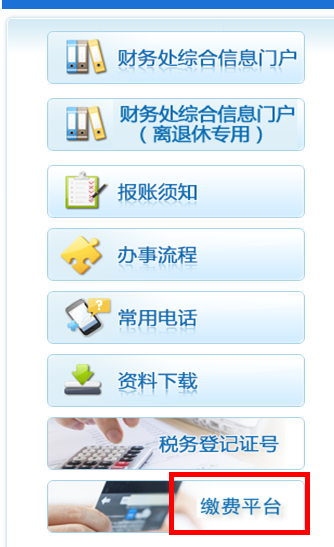 财务处综合信息门户
财务处综合信息门户
（离退休专用）
报账须知
办事流程
常用电话
资料下载
税务登记证号
缴费平台